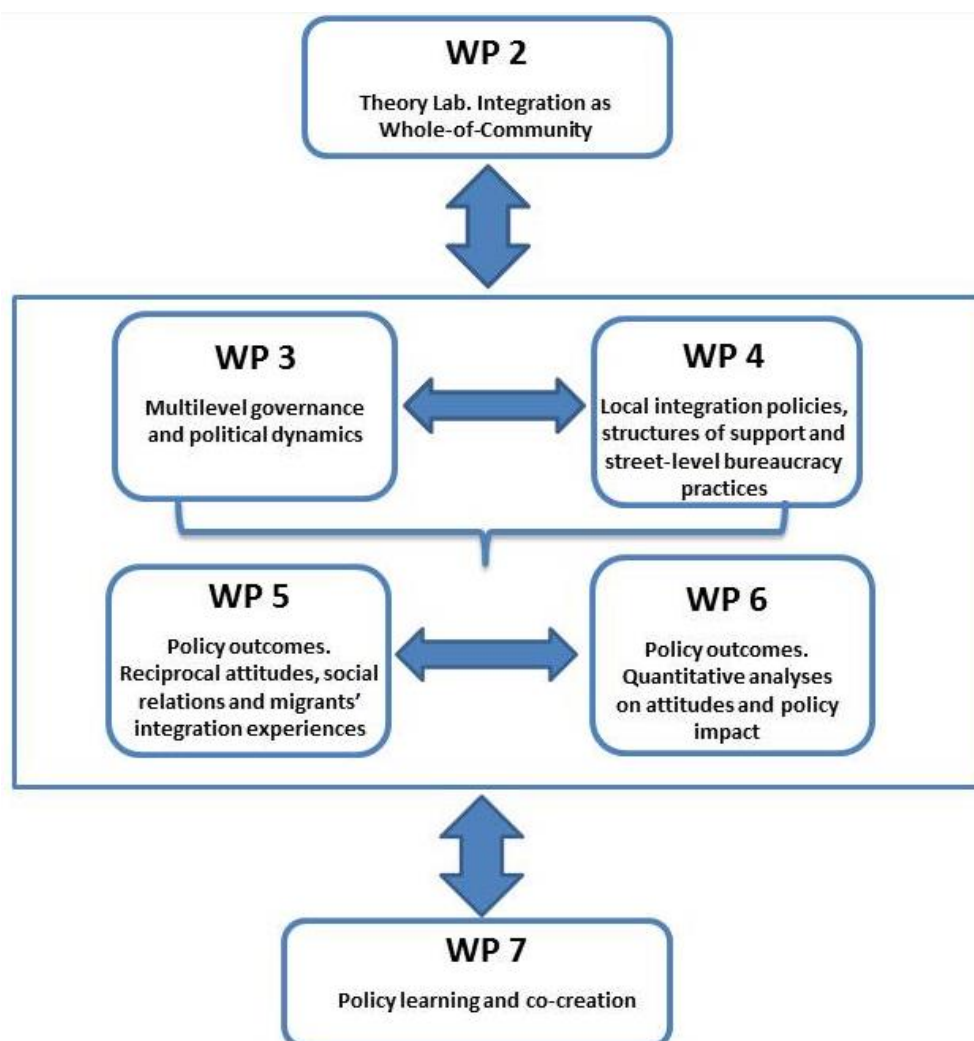 WP 2
Theory Lab. Integration as
Whole-of-Community
WP 3
Multilevel governance
and political dynamics
WP 4
Local integration policies,
structures of support and
street-level bureaucracy
practices
WP 5
Policy outcomes.
Reciprocal attitudes, social
relations and migrants’
integration experiences
WP 6
Policy outcomes.
Quantitative analyses
on attitudes and policy
impact
WP 7
Policy learning and co-creation